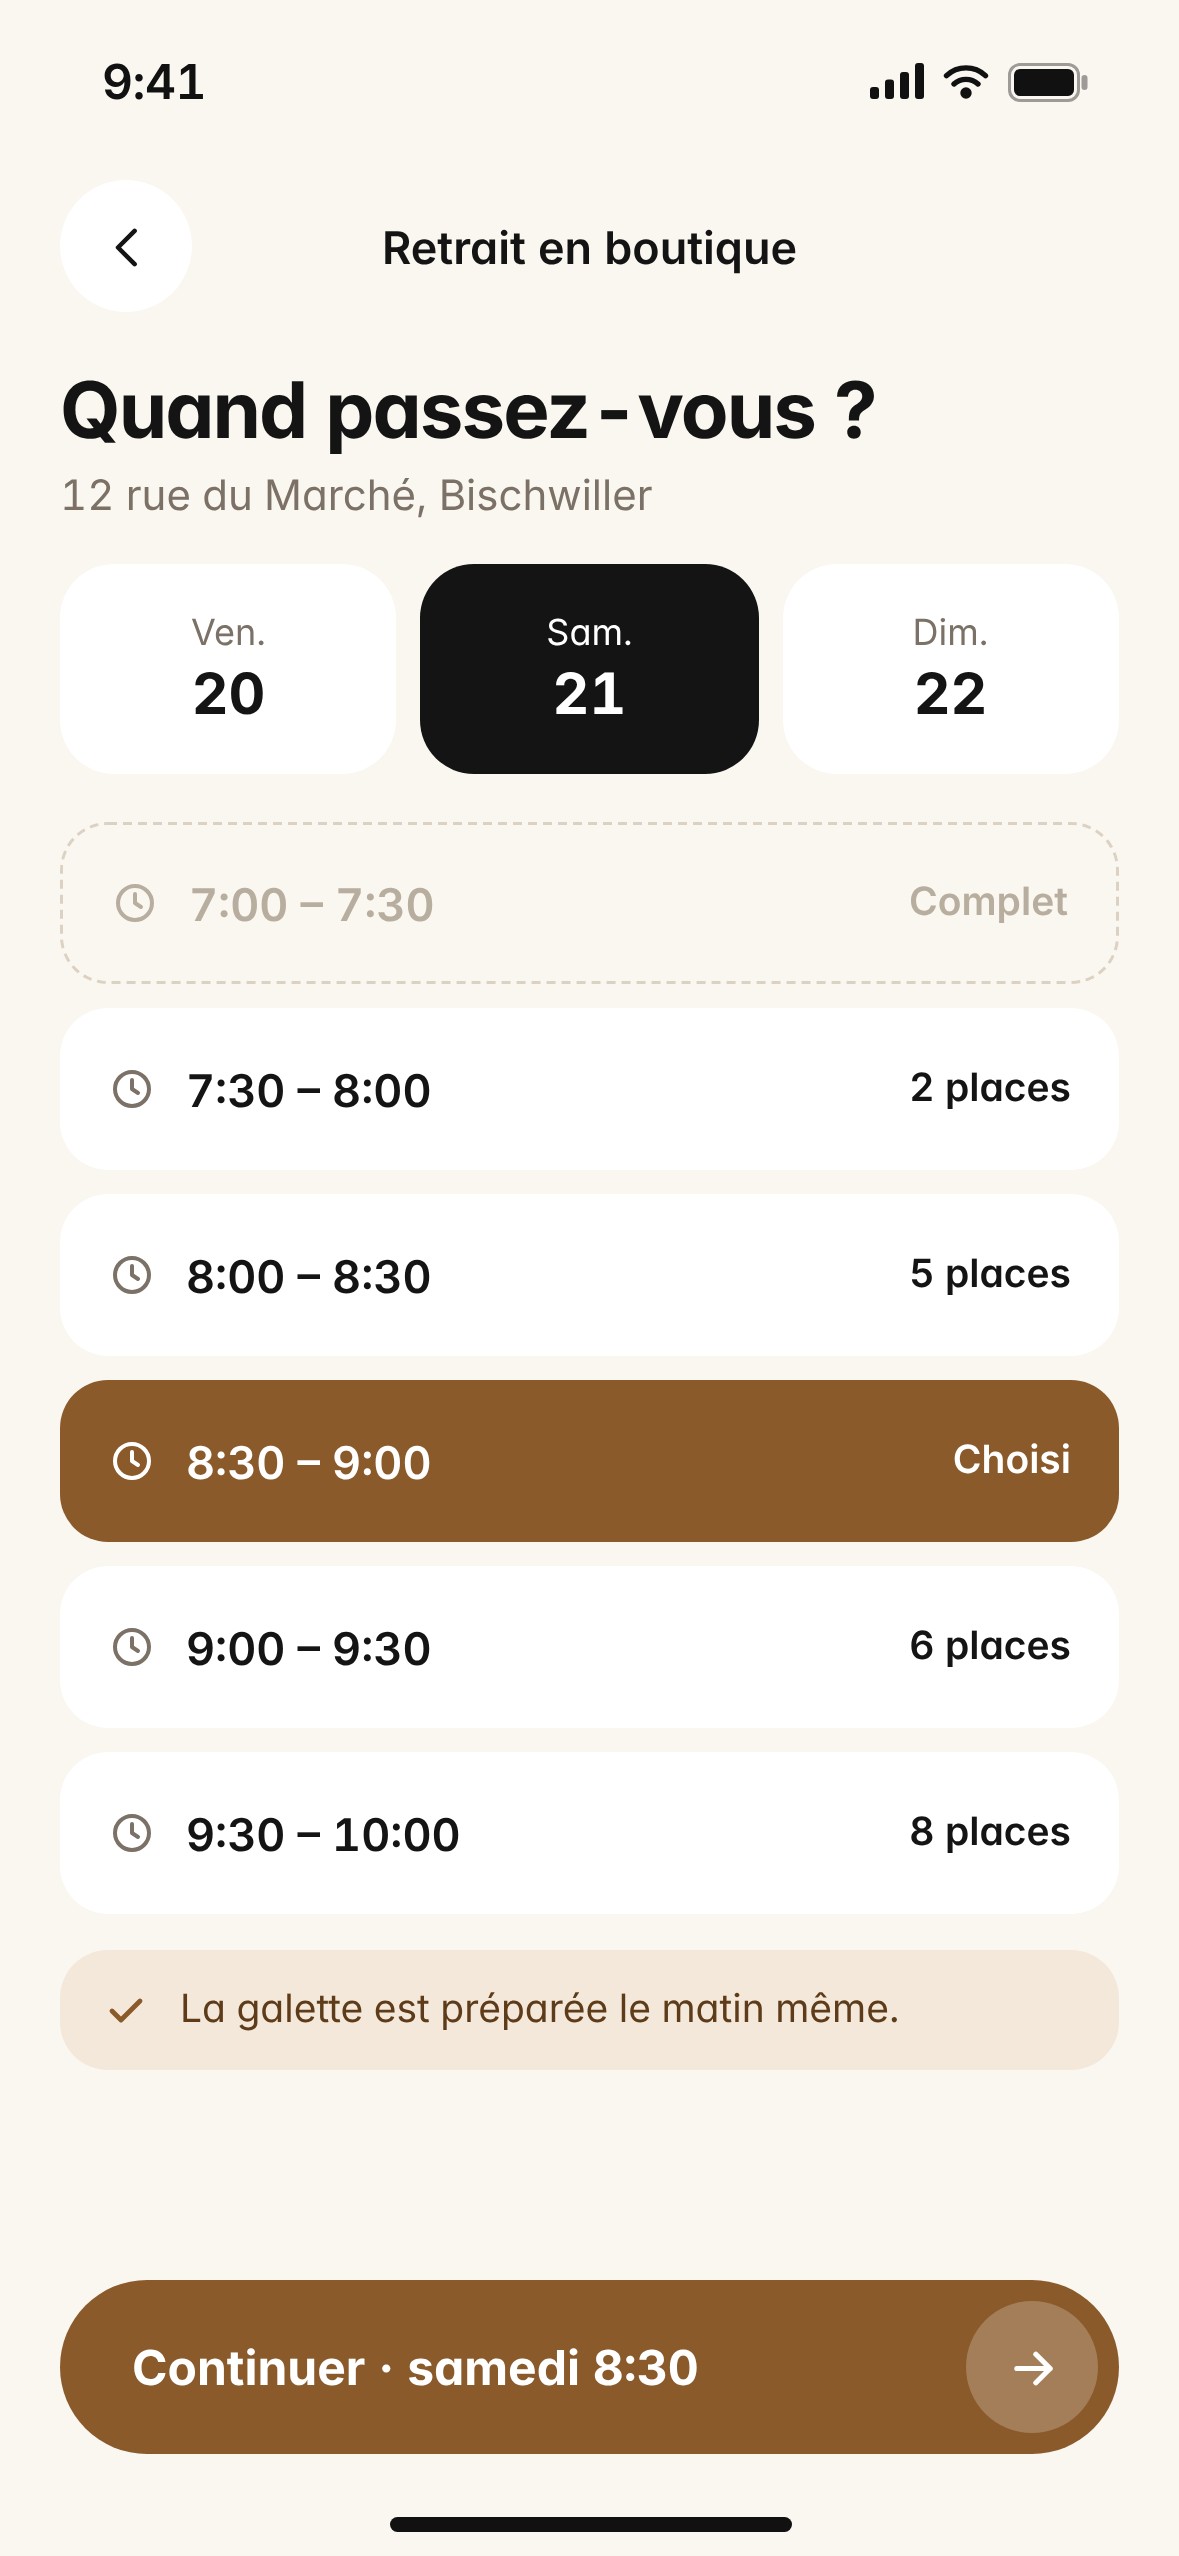 9:41
Retrait en boutique
Quand passez-vous ?
12 rue du Marché, Bischwiller
Ven. Sam. Dim.
20 21 22
7:00 – 7:30 Complet
7:30 – 8:00 2 places
8:00 – 8:30 5 places
8:30 – 9:00 Choisi
9:00 – 9:30 6 places
9:30 – 10:00 8 places
La galette est préparée le matin même.
Continuer · samedi 8:30